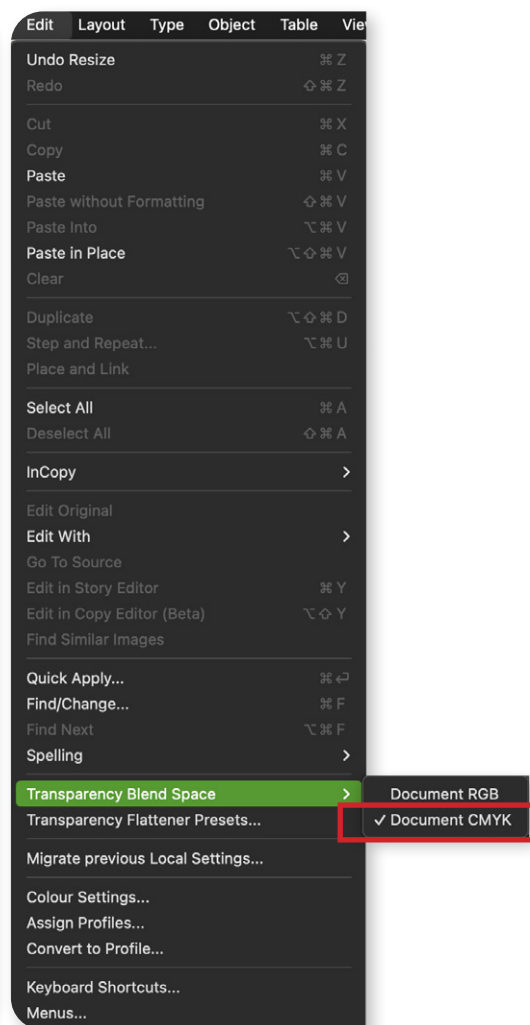 Edit Layout Type Object Table Vie
Undo Resize ⌘ Z
Redo ⇧ ⌘ Z
Cut ⌘ X
Copy ⌘ C
Paste ⌘ V
Paste without Formatting ⇧ ⌘ V
Paste Into ⌥ ⌘ V
Paste in Place ⌥ ⇧ ⌘ V
Clear ⌫
Duplicate ⌥ ⇧ ⌘ D
Step and Repeat... ⌥ ⌘ U
Place and Link
Select All ⌘ A
Deselect All ⇧ ⌘ A
InCopy >
Edit Original
Edit With >
Go To Source
Edit in Story Editor ⌘ Y
Edit in Copy Editor (Beta) ⌥ ⇧ Y
Find Similar Images
Quick Apply... ⌘ ↩
Find/Change... ⌘ F
Find Next ⌥ ⌘ F
Spelling >
Transparency Blend Space > Document RGB
Transparency Flattener Presets... ✓ Document CMYK
Migrate previous Local Settings...
Colour Settings...
Assign Profiles...
Convert to Profile...
Keyboard Shortcuts...
Menus...